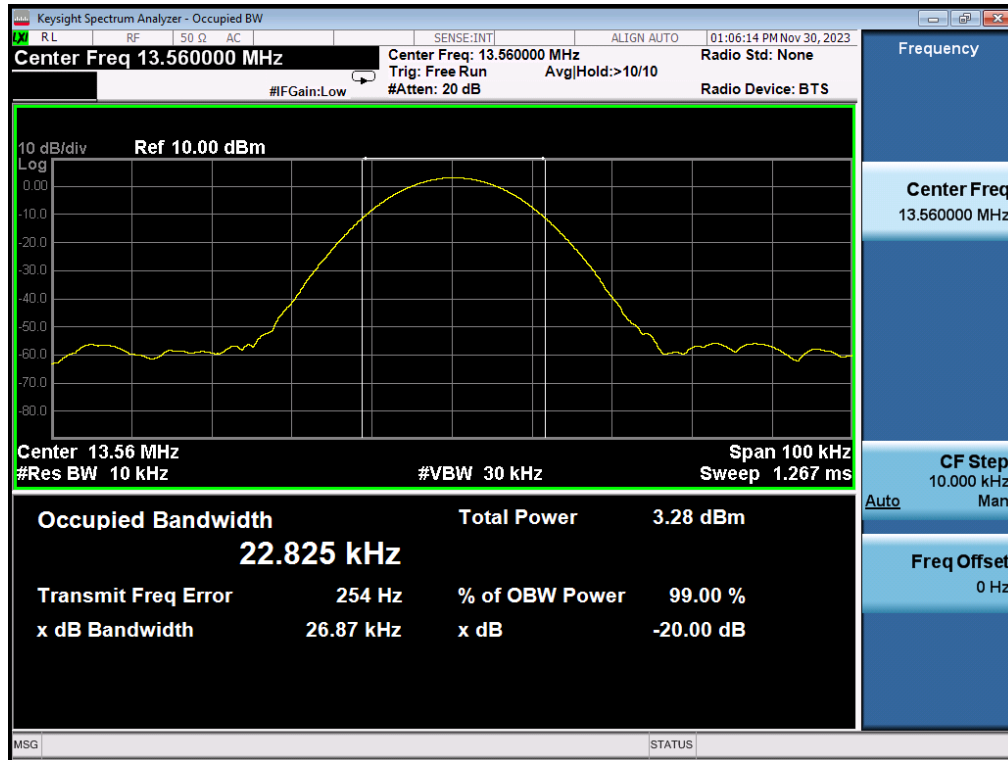 Keysight Spectrum Analyzer - Occupied BW
LXI RL RF 50 Ω AC SENSE:INT ALIGN AUTO 01:06:14 PM Nov 30, 2023
Center Freq 13.560000 MHz
Center Freq: 13.560000 MHz Radio Std: None
Trig: Free Run Avg|Hold:>10/10
#IFGain:Low #Atten: 20 dB Radio Device: BTS
10 dB/div Ref 10.00 dBm
Log
0.00
-10.0
-20.0
-30.0
-40.0
-50.0
-60.0
-70.0
-80.0
Center 13.56 MHz Span 100 kHz
#Res BW 10 kHz #VBW 30 kHz Sweep 1.267 ms
Occupied Bandwidth Total Power 3.28 dBm
22.825 kHz
Transmit Freq Error 254 Hz % of OBW Power 99.00 %
x dB Bandwidth 26.87 kHz x dB -20.00 dB
Frequency
Center Freq
13.560000 MHz
CF Step
10.000 kHz
Auto Man
Freq Offset
0 Hz
MSG STATUS